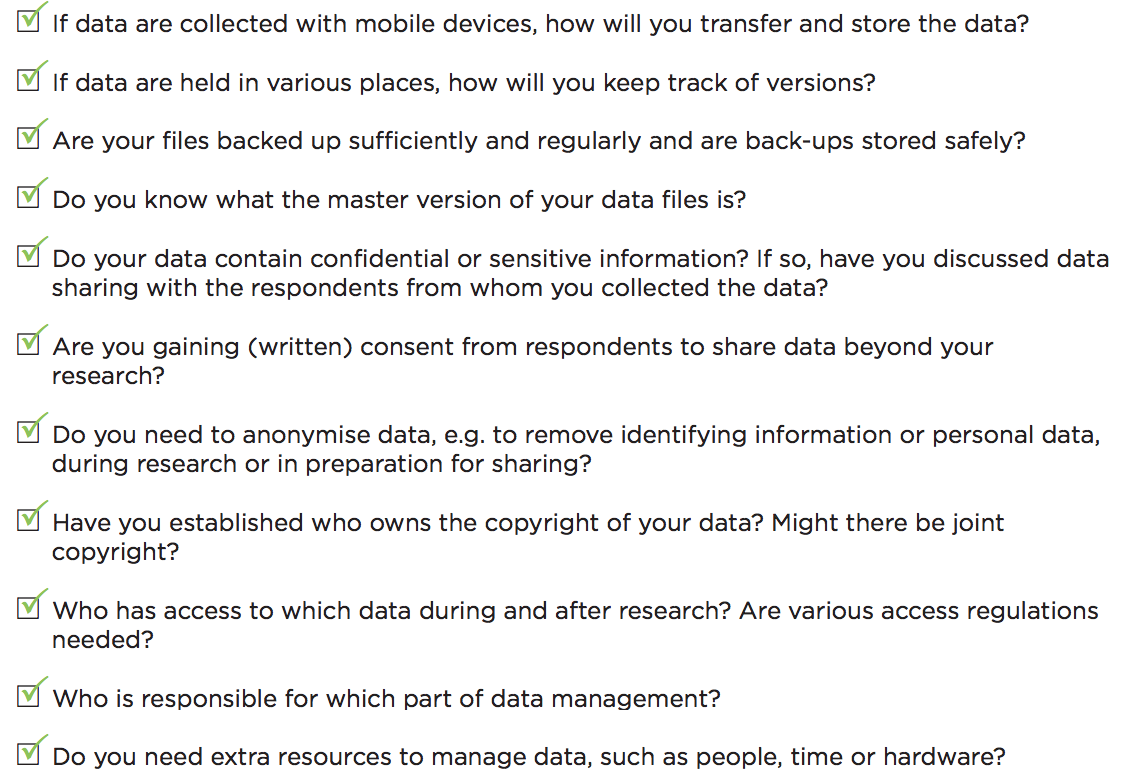 If data are collected with mobile devices, how will you transfer and store the data?
If data are held in various places, how will you keep track of versions?
Are your files backed up sufficiently and regularly and are back-ups stored safely?
Do you know what the master version of your data files is?
Do your data contain confidential or sensitive information? If so, have you discussed data
sharing with the respondents from whom you collected the data?
Are you gaining (written) consent from respondents to share data beyond your
research?
Do you need to anonymise data, e.g. to remove identifying information or personal data,
during research or in preparation for sharing?
Have you established who owns the copyright of your data? Might there be joint
copyright?
Who has access to which data during and after research? Are various access regulations
needed?
Who is responsible for which part of data management?
Do you need extra resources to manage data, such as people, time or hardware?